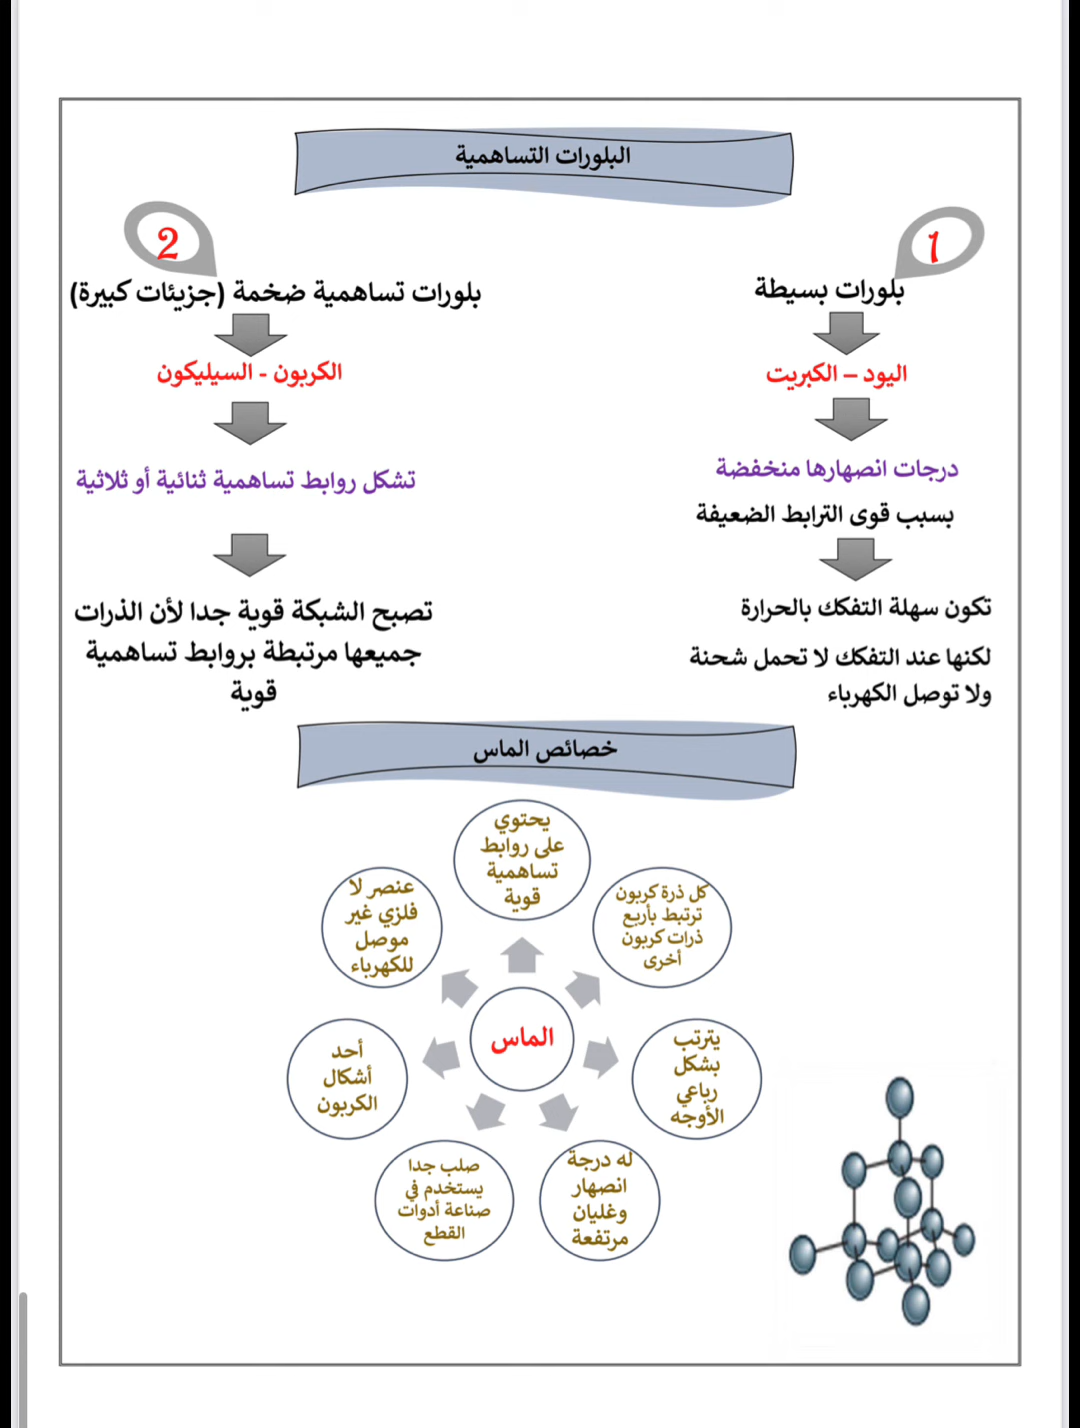 البلورات التساهمية
1
بلورات بسيطة
اليود – الكبريت
درجات انصهارها منخفضة
بسبب قوى الترابط الضعيفة
تكون سهلة التفكك بالحرارة
لكنها عند التفكك لا تحمل شحنة
ولا توصل الكهرباء
2
بلورات تساهمية ضخمة (جزيئات كبيرة)
الكربون - السيليكون
تشكل روابط تساهمية ثنائية أو ثلاثية
تصبح الشبكة قوية جدا لأن الذرات
جميعها مرتبطة بروابط تساهمية
قوية
خصائص الماس
الماس
يحتوي
على روابط
تساهمية
قوية
كل ذرة كربون
ترتبط بأربع
ذرات كربون
أخرى
يترتب
بشكل
رباعي
الأوجه
له درجة
انصهار
وغليان
مرتفعة
صلب جدا
يستخدم في
صناعة أدوات
القطع
أحد
أشكال
الكربون
عنصر لا
فلزي غير
موصل
للكهرباء